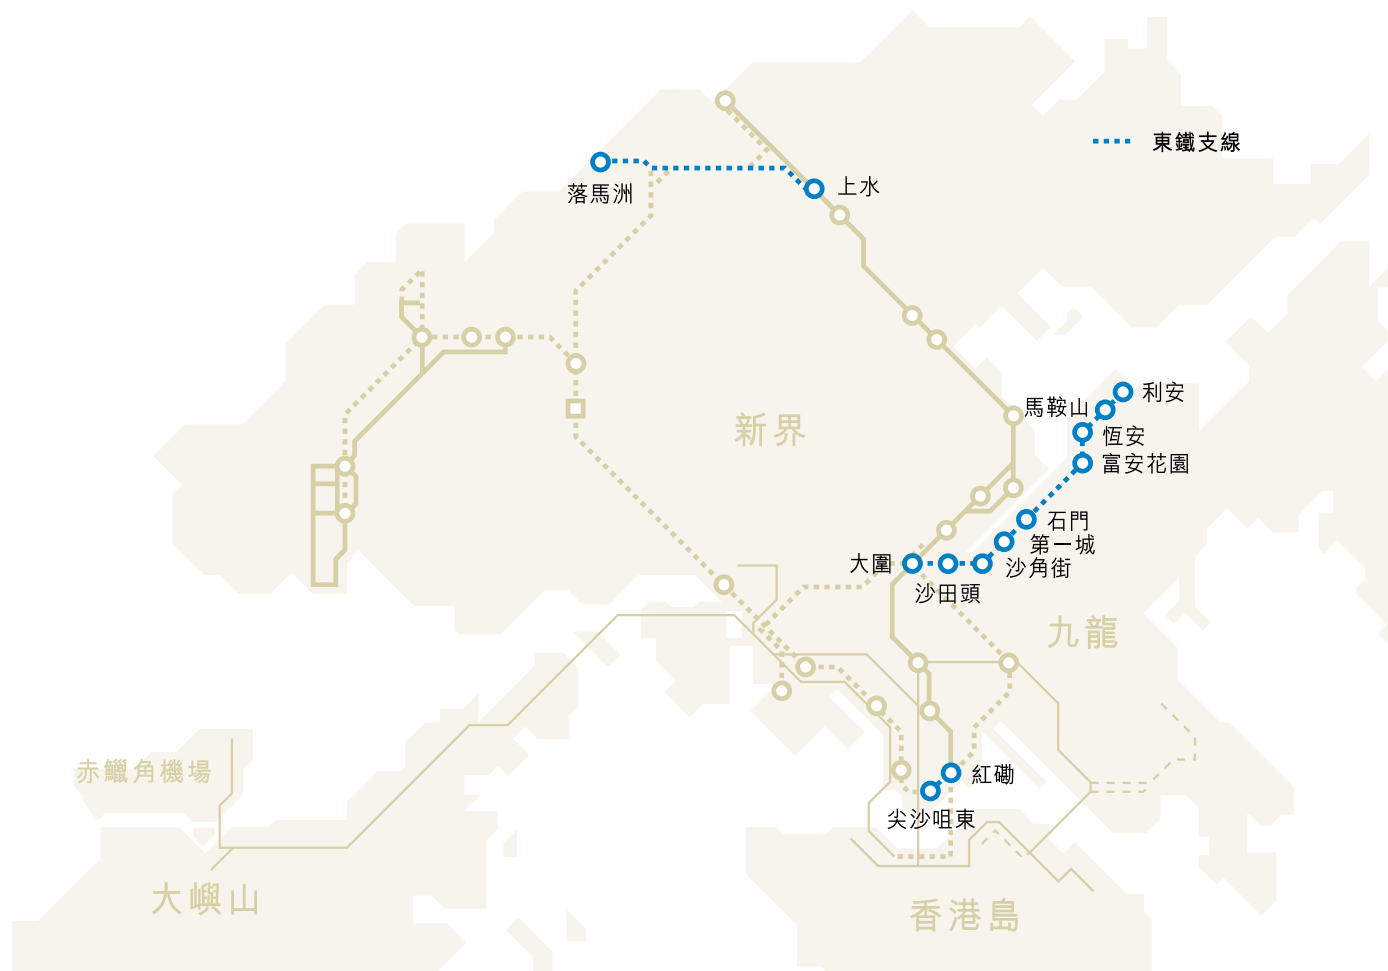 東鐵支線
落馬洲
上水
利安
馬鞍山
新界
恆安
富安花園
石門
第一城
大圍
沙角街
沙田頭
九龍
赤鱲角機場
紅磡
尖沙咀東
大嶼山
香港島